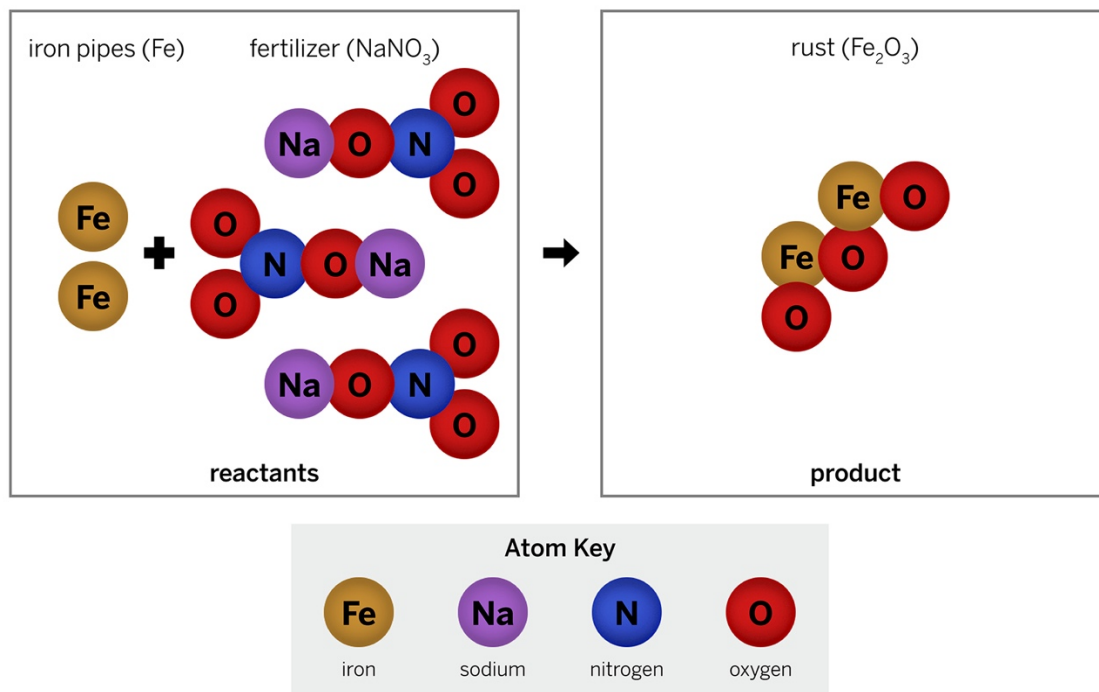 iron pipes (Fe) fertilizer (NaNO₃) rust (Fe₂O₃)
O
Na O N
O
Fe O
O
Fe
N O Na
Fe O
Fe
O
O
O
Na O N
O
reactants product
Atom Key
Fe Na N O
iron sodium nitrogen oxygen